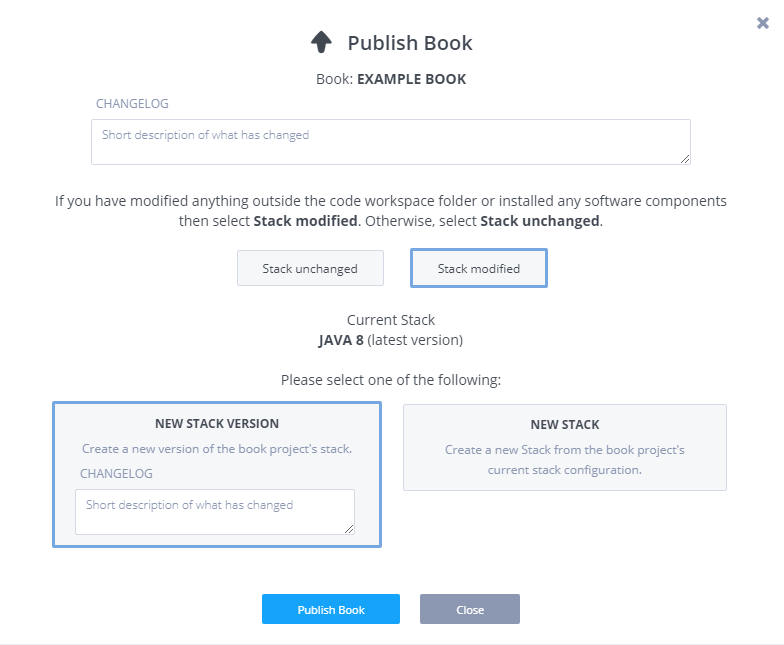 Publish Book
Book: EXAMPLE BOOK
CHANGELOG
Short description of what has changed
If you have modified anything outside the code workspace folder or installed any software components
then select Stack modified. Otherwise, select Stack unchanged.
Stack unchanged
Stack modified
Current Stack
JAVA 8 (latest version)
Please select one of the following:
NEW STACK VERSION
Create a new version of the book project's stack.
CHANGELOG
Short description of what has changed
NEW STACK
Create a new Stack from the book project's
current stack configuration.
Publish Book
Close